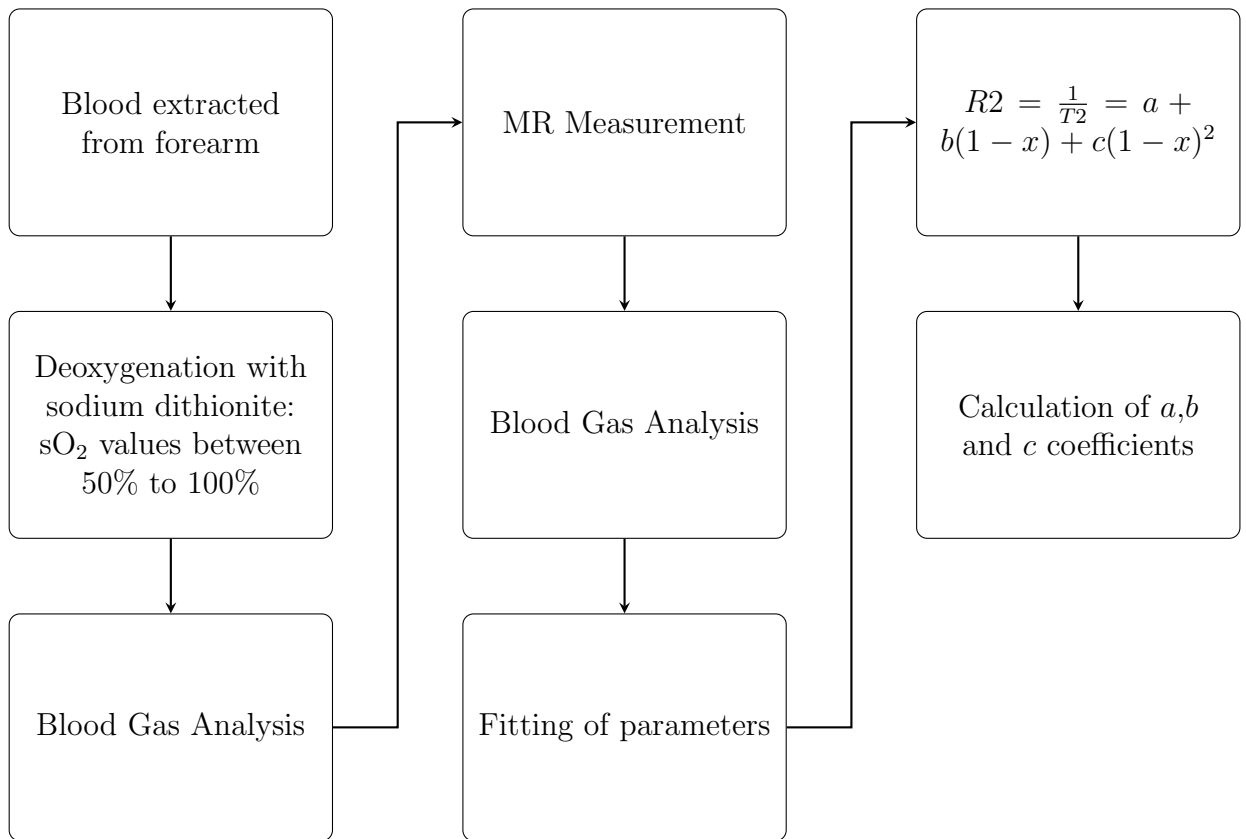 Blood extracted
from forearm
Deoxygenation with
sodium dithionite:
sO₂ values between
50% to 100%
Blood Gas Analysis
MR Measurement
Blood Gas Analysis
Fitting of parameters
R2 = 1/T2 = a +
b(1 − x) + c(1 − x)²
Calculation of a,b
and c coefficients